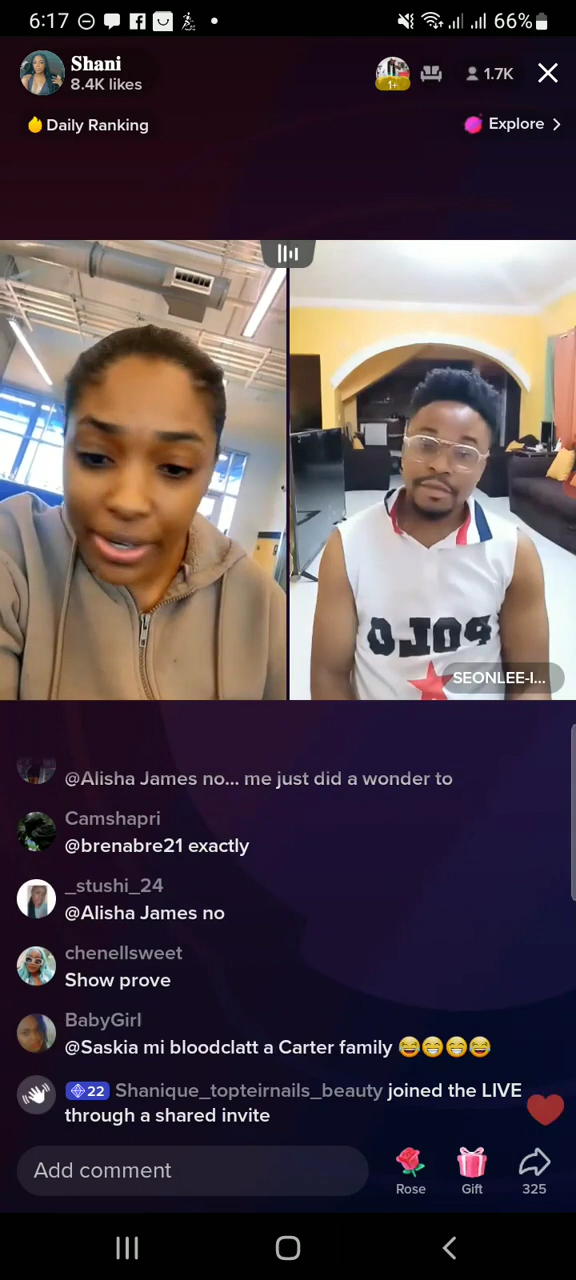 6:17
66%
Shani
8.4K likes
1+
1.7K
Daily Ranking
Explore >
POLO
SEONLEE-I...
@Alisha James no... me just did a wonder to
Camshapri
@brenabre21 exactly
_stushi_24
@Alisha James no
chenellsweet
Show prove
BabyGirl
@Saskia mi bloodclatt a Carter family 😂😁😁😂
22 Shanique_topteirnails_beauty joined the LIVE
through a shared invite
Add comment
Rose
Gift
325